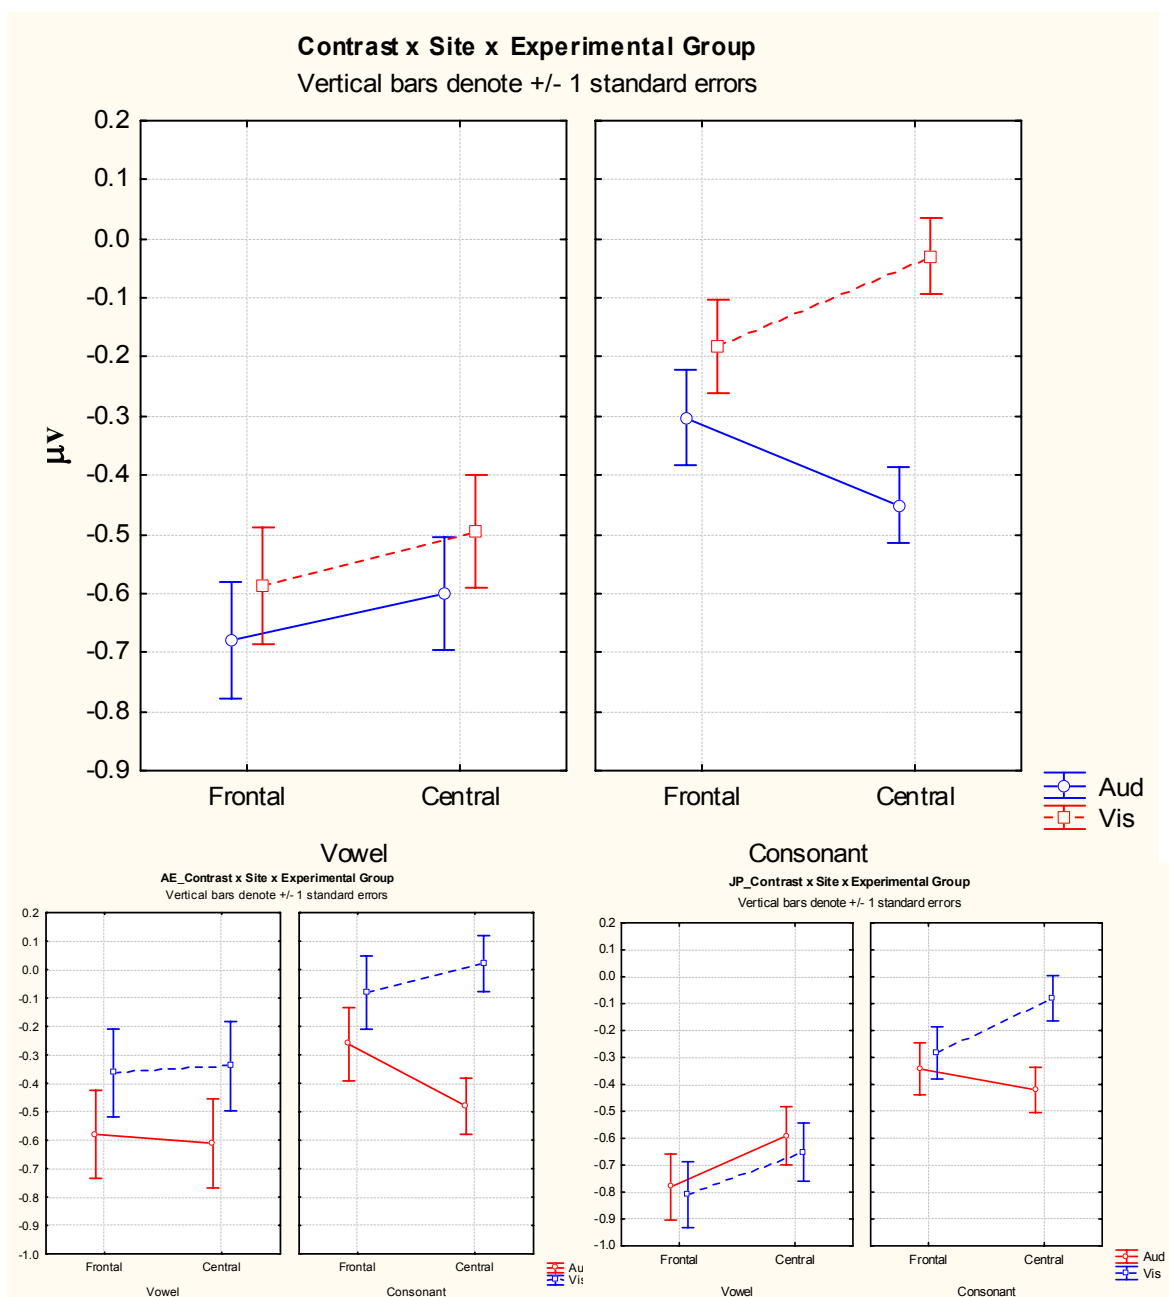 Contrast x Site x Experimental Group
Vertical bars denote +/- 1 standard errors
0.2
0.1
0.0
-0.1
-0.2
-0.3
-0.4
-0.5
-0.6
-0.7
-0.8
-0.9
μv
Frontal Central Frontal Central
Aud
Vis
Vowel Consonant
AE_Contrast x Site x Experimental Group
Vertical bars denote +/- 1 standard errors
0.2
0.1
0.0
-0.1
-0.2
-0.3
-0.4
-0.5
-0.6
-0.7
-0.8
-0.9
-1.0
Frontal Central Frontal Central
Au
Vis
Vowel Consonant
JP_Contrast x Site x Experimental Group
Vertical bars denote +/- 1 standard errors
0.2
0.1
0.0
-0.1
-0.2
-0.3
-0.4
-0.5
-0.6
-0.7
-0.8
-0.9
-1.0
Frontal Central Frontal Central
Aud
Vis
Vowel Consonant